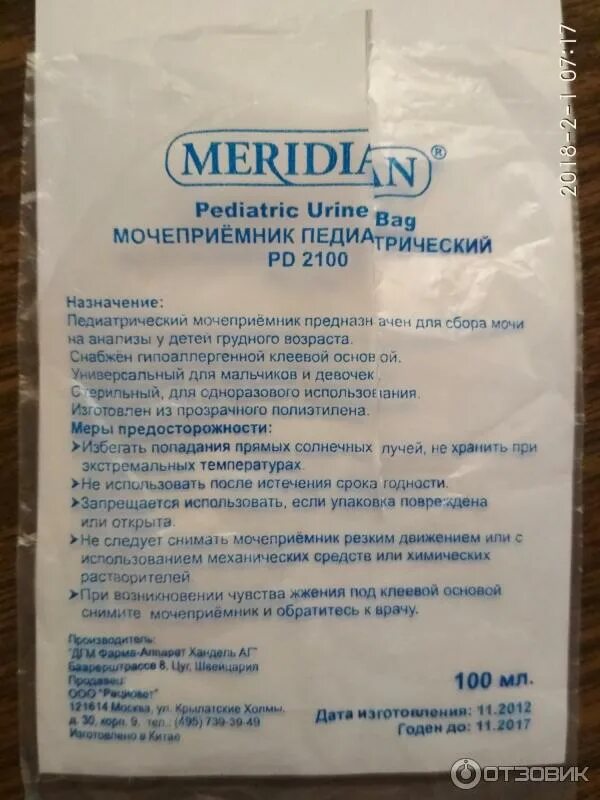 2018-2-1 07:17
MERIDIAN®
Pediatric Urine Bag
МОЧЕПРИЁМНИК ПЕДИАТРИЧЕСКИЙ
PD 2100
Назначение:
Педиатрический мочеприёмник предназначен для сбора мочи
на анализы у детей грудного возраста.
Снабжён гипоаллергенной клеевой основой.
Универсальный для мальчиков и девочек.
Стерильный, для одноразового использования.
Изготовлен из прозрачного полиэтилена.
Меры предосторожности:
➤Избегать попадания прямых солнечных лучей, не хранить при
экстремальных температурах.
➤Не использовать после истечения срока годности.
➤Запрещается использовать, если упаковка повреждена
или открыта.
➤Не следует снимать мочеприёмник резким движением или с
использованием механических средств или химических
растворителей
➤При возникновении чувства жжения под клеевой основой
снимите мочеприёмник и обратитесь к врачу.
Производитель:
"ДГМ Фарма-Аппарат Хандель АГ"
Баарерштрассе 8, Цуг, Швейцария
Продавец:
ООО "Рационет"
121614 Москва, ул. Крылатские Холмы,
д. 30, корп. 9, тел.: (495) 739-39-49
Изготовлено в Китае
100 мл.
Дата изготовления: 11.2012
Годен до: 11.2017
ОТЗОВИК